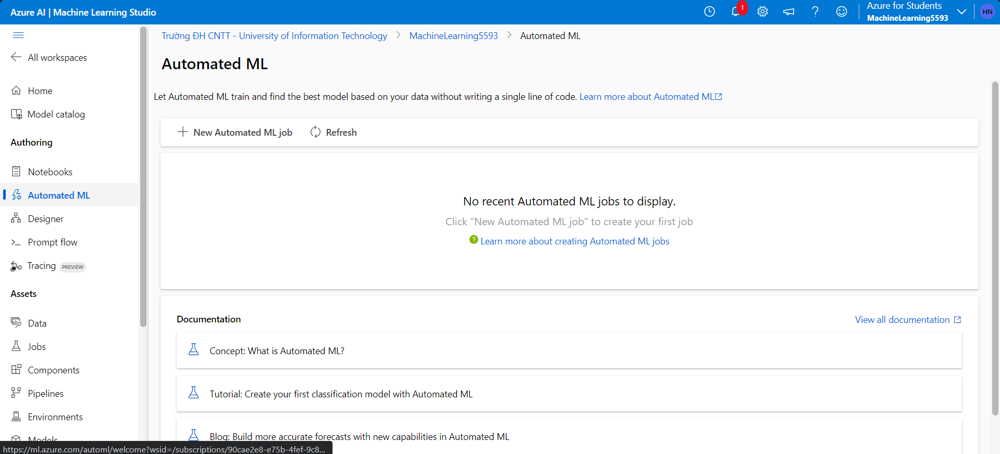 Azure AI | Machine Learning Studio
1
Azure for Students
MachineLearning5593
HN
All workspaces
Home
Model catalog
Authoring
Notebooks
Automated ML
Designer
Prompt flow
Tracing PREVIEW
Assets
Data
Jobs
Components
Pipelines
Environments
Models
Trường ĐH CNTT - University of Information Technology > MachineLearning5593 > Automated ML
Automated ML
Let Automated ML train and find the best model based on your data without writing a single line of code. Learn more about Automated ML
New Automated ML job
Refresh
No recent Automated ML jobs to display.
Click "New Automated ML job" to create your first job
Learn more about creating Automated ML jobs
Documentation
View all documentation
Concept: What is Automated ML?
Tutorial: Create your first classification model with Automated ML
Blog: Build more accurate forecasts with new capabilities in Automated ML
https://ml.azure.com/automl/welcome?wsid=/subscriptions/90cae2e8-e75b-4fef-9c8...